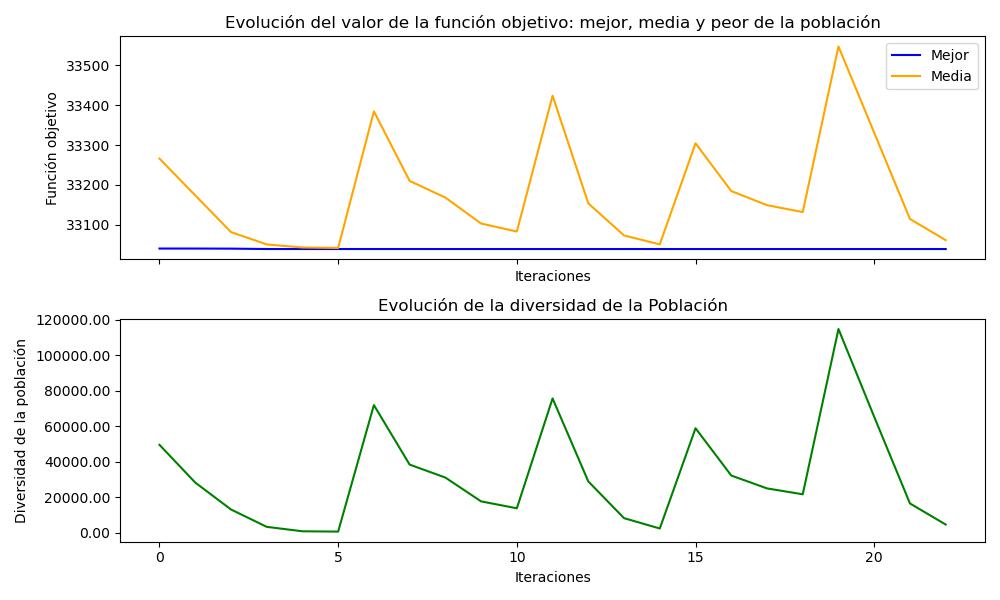 Evolución del valor de la función objetivo: mejor, media y peor de la población
Función objetivo
33500
33400
33300
33200
33100
Mejor
Media
Iteraciones
Evolución de la diversidad de la Población
Diversidad de la población
120000.00
100000.00
80000.00
60000.00
40000.00
20000.00
0.00
0 5 10 15 20
Iteraciones